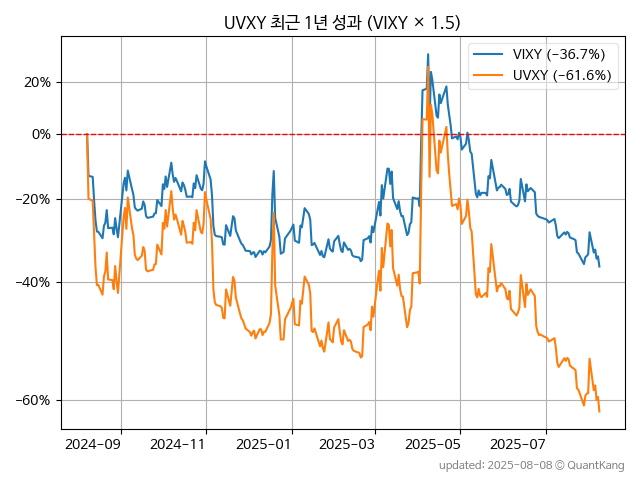 UVXY 최근 1년 성과 (VIXY × 1.5)
VIXY (−36.7%)
UVXY (−61.6%)
20%
0%
−20%
−40%
−60%
2024-09 2024-11 2025-01 2025-03 2025-05 2025-07
updated: 2025-08-08 ⓒ QuantKang